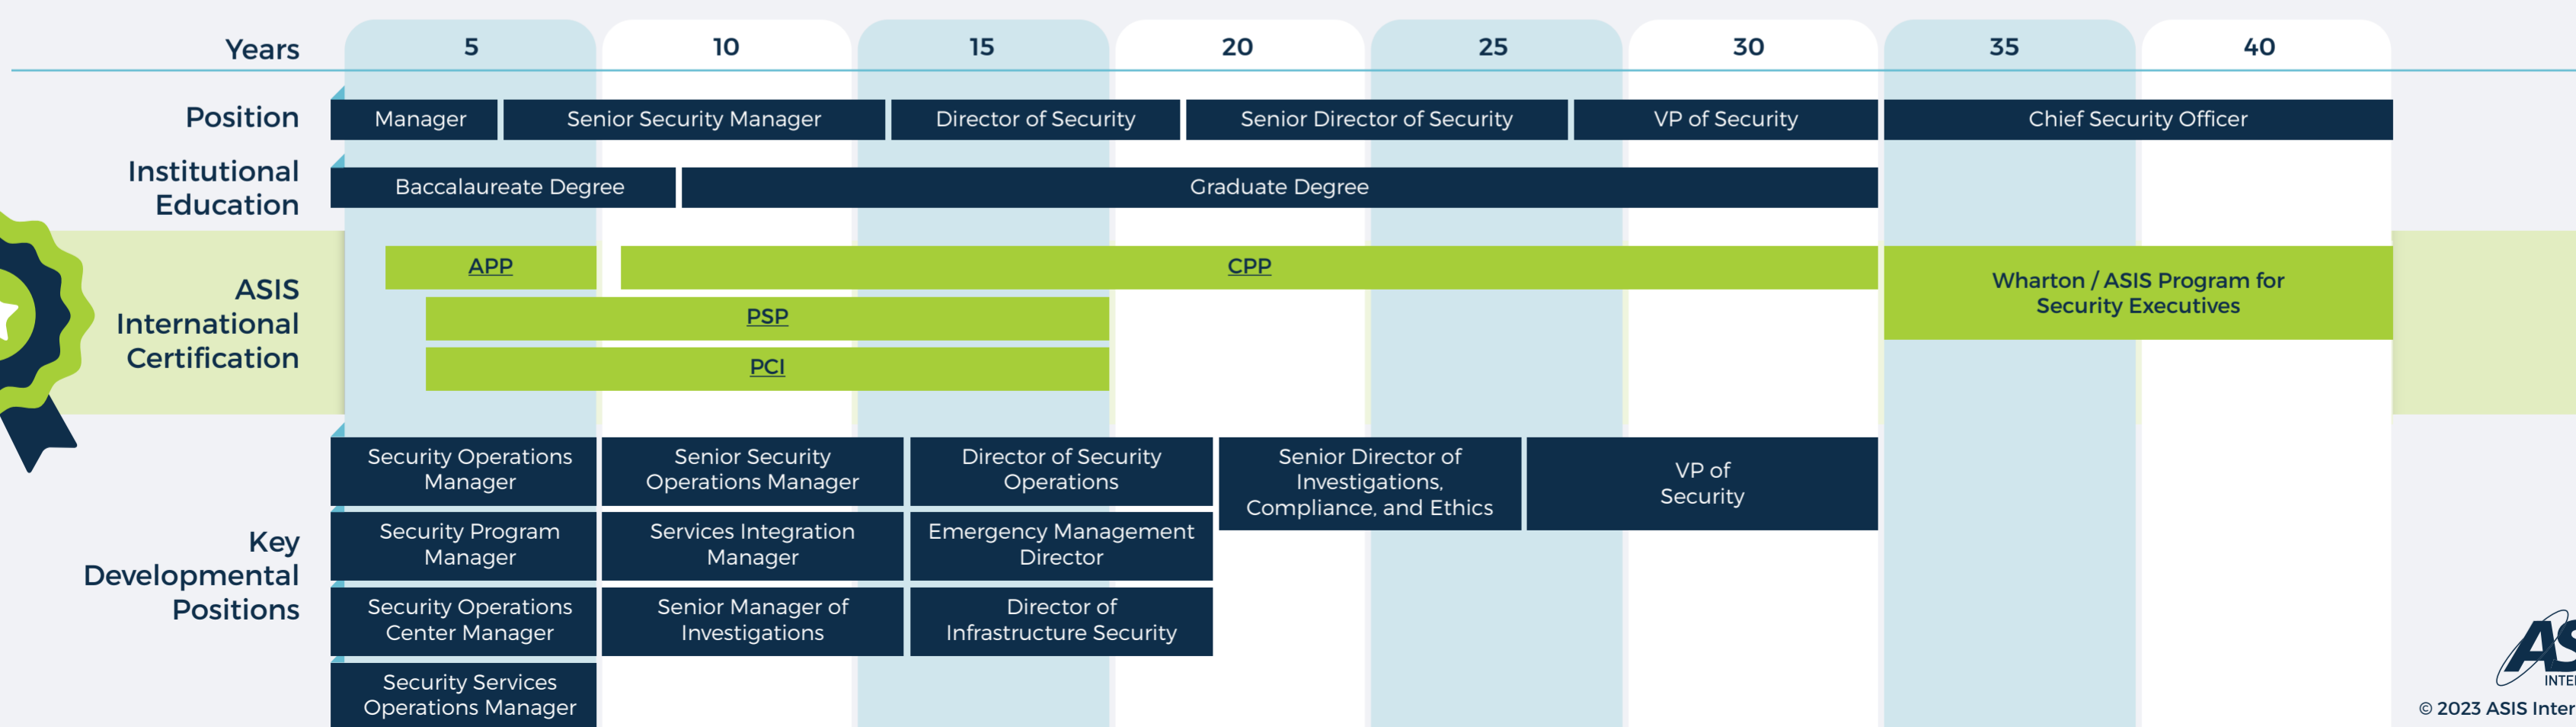 Years 5 10 15 20 25 30 35 40
Position Manager Senior Security Manager Director of Security Senior Director of Security VP of Security Chief Security Officer
Institutional
Education
Baccalaureate Degree Graduate Degree
ASIS
International
Certification
APP CPP
PSP
PCI
Wharton / ASIS Program for
Security Executives
Key
Developmental
Positions
Security Operations
Manager
Senior Security
Operations Manager
Director of Security
Operations
Senior Director of
Investigations,
Compliance, and Ethics
VP of
Security
Security Program
Manager
Services Integration
Manager
Emergency Management
Director
Security Operations
Center Manager
Senior Manager of
Investigations
Director of
Infrastructure Security
Security Services
Operations Manager
© 2023 ASIS